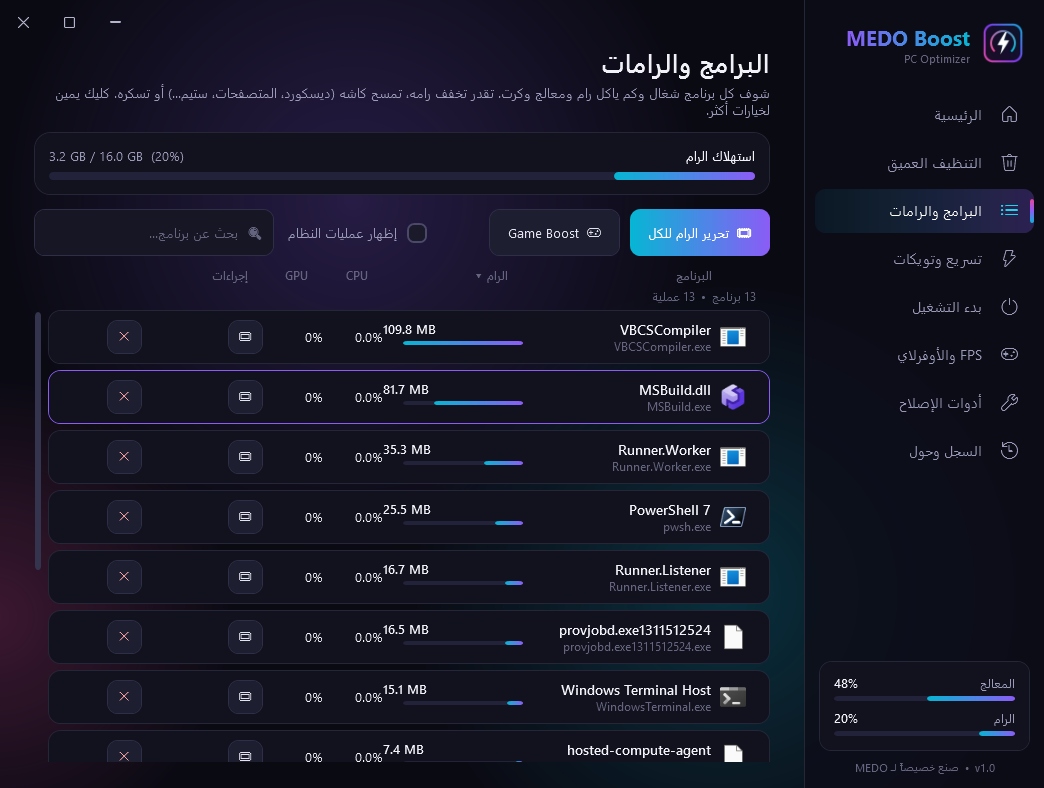 MEDO Boost
PC Optimizer
الرئيسية
التنظيف العميق
البرامج والرامات
تسريع وتويكات
بدء التشغيل
FPS والأوفرلاي
أدوات الإصلاح
السجل وحول
المعالج 48%
الرام 20%
v1.0 • صنع خصيصاً لـ MEDO
البرامج والرامات
شوف كل برنامج شغال وكم ياكل رام ومعالج وكرت. تقدر تخفف رامه، تمسح كاشه (ديسكورد، المتصفحات، ستيم...) أو تسكره. كليك يمين
لخيارات أكثر.
استهلاك الرام 3.2 GB / 16.0 GB (20%)
تحرير الرام للكل
Game Boost
إظهار عمليات النظام
بحث عن برنامج...
البرنامج الرام ▼ CPU GPU إجراءات
13 برنامج • 13 عملية
VBCSCompiler 109.8 MB 0.0% 0%
VBCSCompiler.exe
MSBuild.dll 81.7 MB 0.0% 0%
MSBuild.exe
Runner.Worker 35.3 MB 0.0% 0%
Runner.Worker.exe
PowerShell 7 25.5 MB 0.0% 0%
pwsh.exe
Runner.Listener 16.7 MB 0.0% 0%
Runner.Listener.exe
provjobd.exe1311512524 16.5 MB 0.0% 0%
provjobd.exe1311512524.exe
Windows Terminal Host 15.1 MB 0.0% 0%
WindowsTerminal.exe
hosted-compute-agent 7.4 MB 0.0% 0%